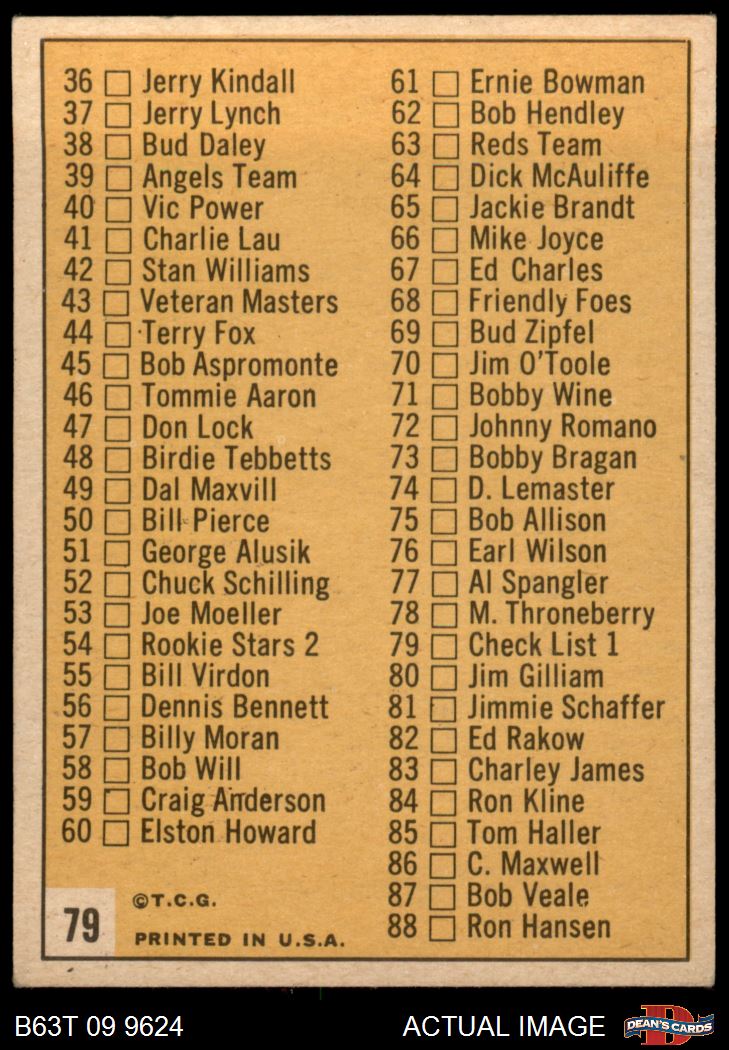 36 Jerry Kindall
37 Jerry Lynch
38 Bud Daley
39 Angels Team
40 Vic Power
41 Charlie Lau
42 Stan Williams
43 Veteran Masters
44 Terry Fox
45 Bob Aspromonte
46 Tommie Aaron
47 Don Lock
48 Birdie Tebbetts
49 Dal Maxvill
50 Bill Pierce
51 George Alusik
52 Chuck Schilling
53 Joe Moeller
54 Rookie Stars 2
55 Bill Virdon
56 Dennis Bennett
57 Billy Moran
58 Bob Will
59 Craig Anderson
60 Elston Howard
61 Ernie Bowman
62 Bob Hendley
63 Reds Team
64 Dick McAuliffe
65 Jackie Brandt
66 Mike Joyce
67 Ed Charles
68 Friendly Foes
69 Bud Zipfel
70 Jim O'Toole
71 Bobby Wine
72 Johnny Romano
73 Bobby Bragan
74 D. Lemaster
75 Bob Allison
76 Earl Wilson
77 Al Spangler
78 M. Throneberry
79 Check List 1
80 Jim Gilliam
81 Jimmie Schaffer
82 Ed Rakow
83 Charley James
84 Ron Kline
85 Tom Haller
86 C. Maxwell
87 Bob Veale
88 Ron Hansen
79
©T.C.G.
PRINTED IN U.S.A.
B63T 09 9624
ACTUAL IMAGE
DEAN'S CARDS